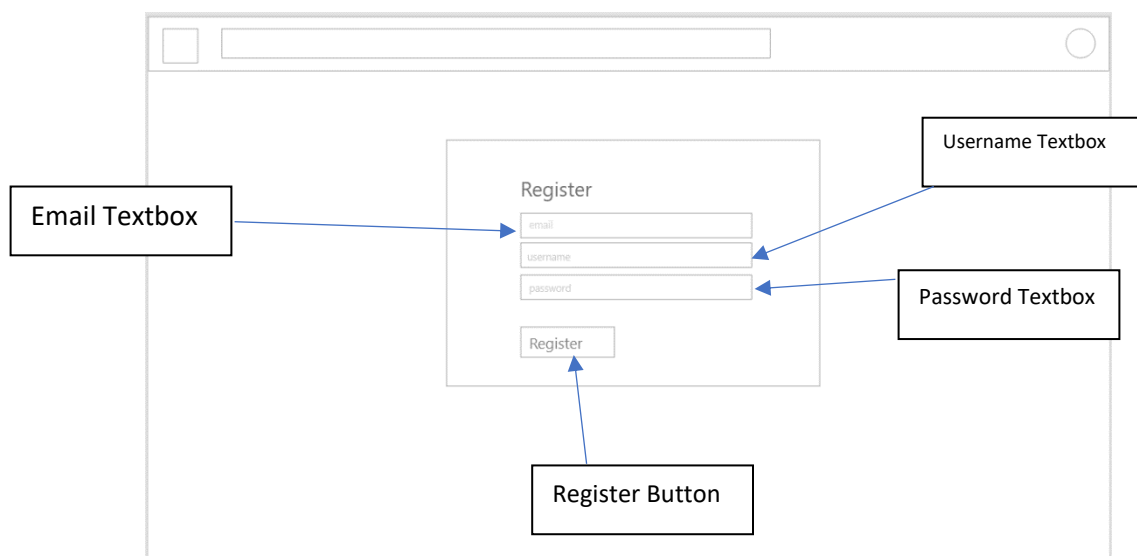 Username Textbox
Register
Email Textbox
email
username
password
Password Textbox
Register
Register Button